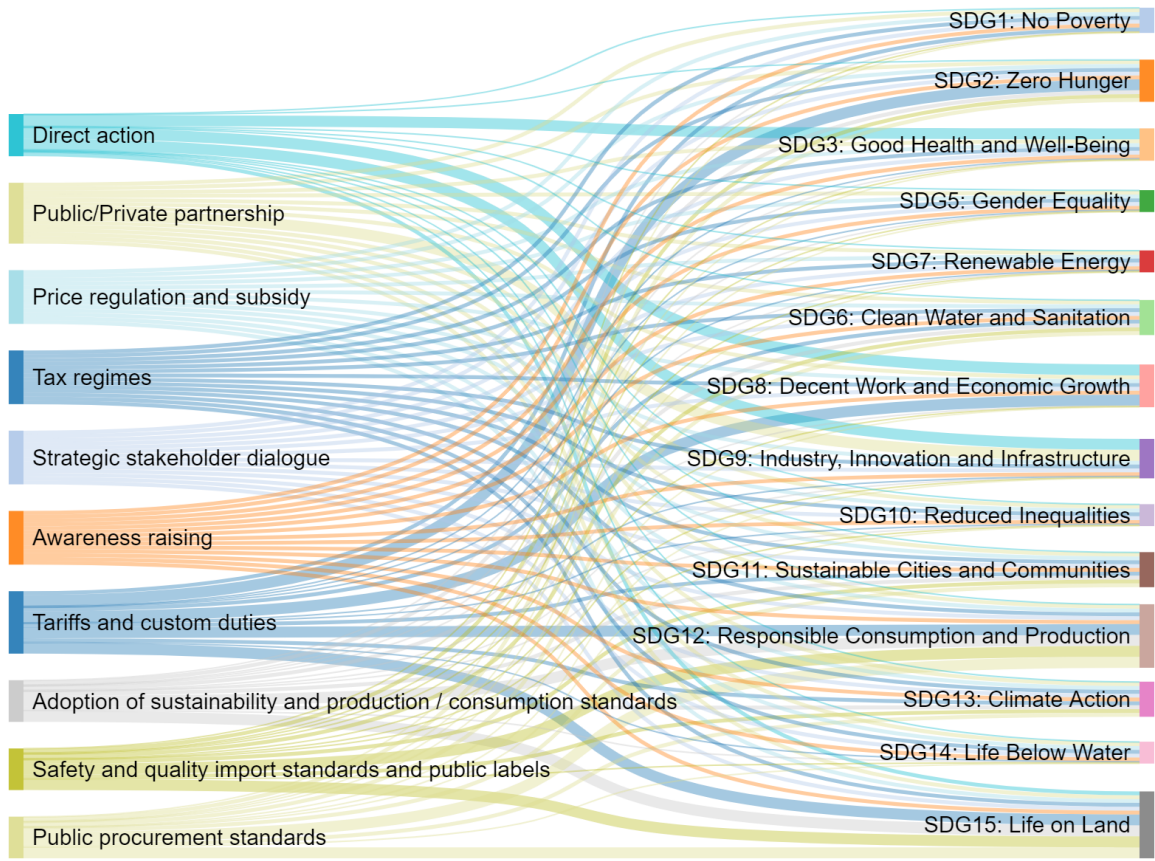 Direct action
Public/Private partnership
Price regulation and subsidy
Tax regimes
Strategic stakeholder dialogue
Awareness raising
Tariffs and custom duties
Adoption of sustainability and production / consumption standards
Safety and quality import standards and public labels
Public procurement standards
SDG1: No Poverty
SDG2: Zero Hunger
SDG3: Good Health and Well-Being
SDG5: Gender Equality
SDG7: Renewable Energy
SDG6: Clean Water and Sanitation
SDG8: Decent Work and Economic Growth
SDG9: Industry, Innovation and Infrastructure
SDG10: Reduced Inequalities
SDG11: Sustainable Cities and Communities
SDG12: Responsible Consumption and Production
SDG13: Climate Action
SDG14: Life Below Water
SDG15: Life on Land